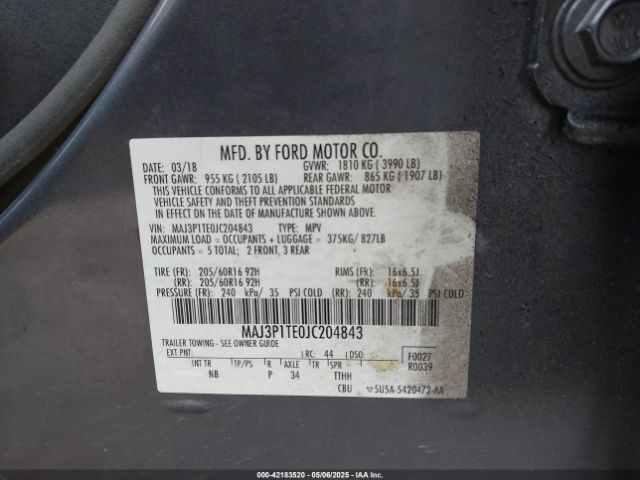 MFD. BY FORD MOTOR CO.
DATE: 03/18 GVWR: 1810 KG ( 3990 LB)
FRONT GAWR: 955 KG ( 2105 LB) REAR GAWR: 865 KG ( 1907 LB)
THIS VEHICLE CONFORMS TO ALL APPLICABLE FEDERAL MOTOR
VEHICLE SAFETY AND THEFT PREVENTION STANDARDS
IN EFFECT ON THE DATE OF MANUFACTURE SHOWN ABOVE.
VIN: MAJ3P1TE0JC204843 TYPE: MPV
MAXIMUM LOAD = OCCUPANTS + LUGGAGE = 375KG/ 827LB
OCCUPANTS = 5 TOTAL; 2 FRONT, 3 REAR
TIRE (FR): 205/60R16 92H RIMS (FR): 16x6.5J
(RR): 205/60R16 92H (RR): 16x6.5J
PRESSURE (FR): 240 kPa/ 35 PSI COLD (RR): 240 kPa/ 35 PSI COLD
MAJ3P1TE0JC204843
TRAILER TOWING - SEE OWNER GUIDE
EXT PNT: RC: 44 DSO: F0027
R0039
INT TR TP/PS R AXLE TR SPR
NB P 34 TTHH
CBU 5U5A-5420472-AA
000-42183520 - 05/06/2025 - IAAI.COM